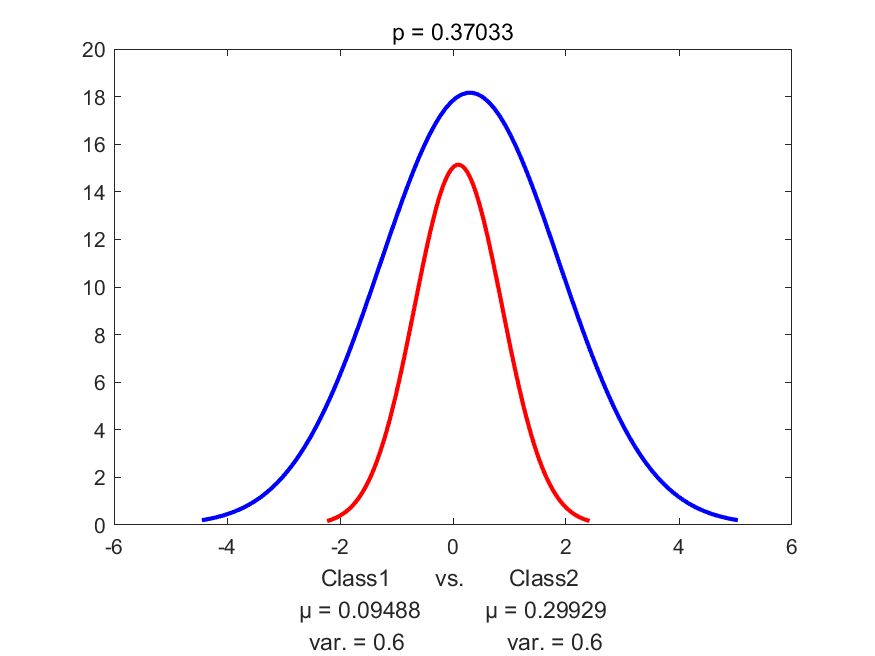 p = 0.37033
20
18
16
14
12
10
8
6
4
2
0
-6 -4 -2 0 2 4 6
Class1 vs. Class2
μ = 0.09488 μ = 0.29929
var. = 0.6 var. = 0.6